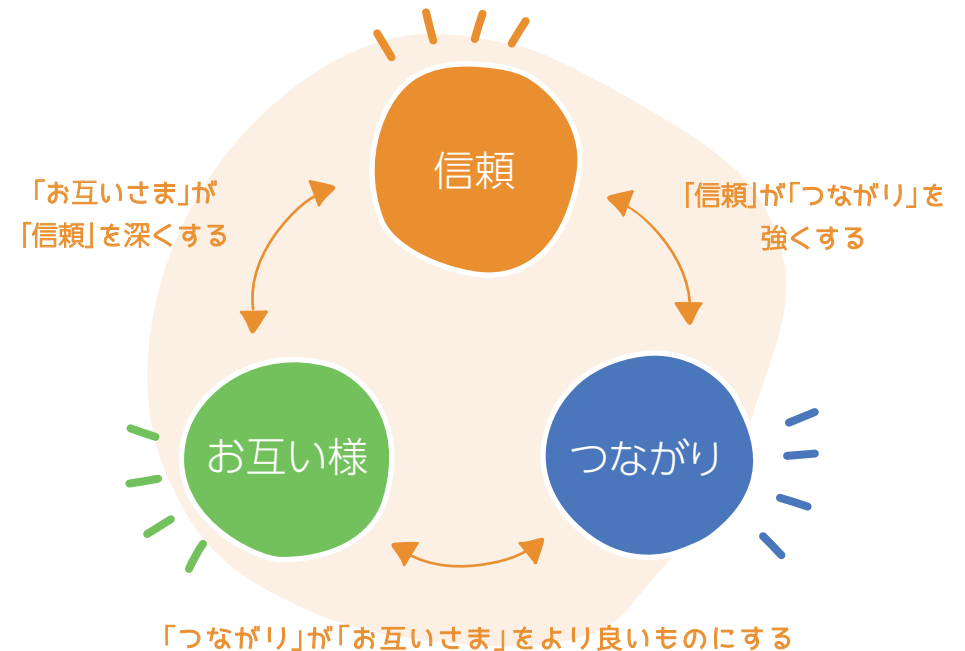 信頼
「お互いさま」が
「信頼」を深くする
「信頼」が「つながり」を
強くする
お互い様
つながり
「つながり」が「お互いさま」をより良いものにする